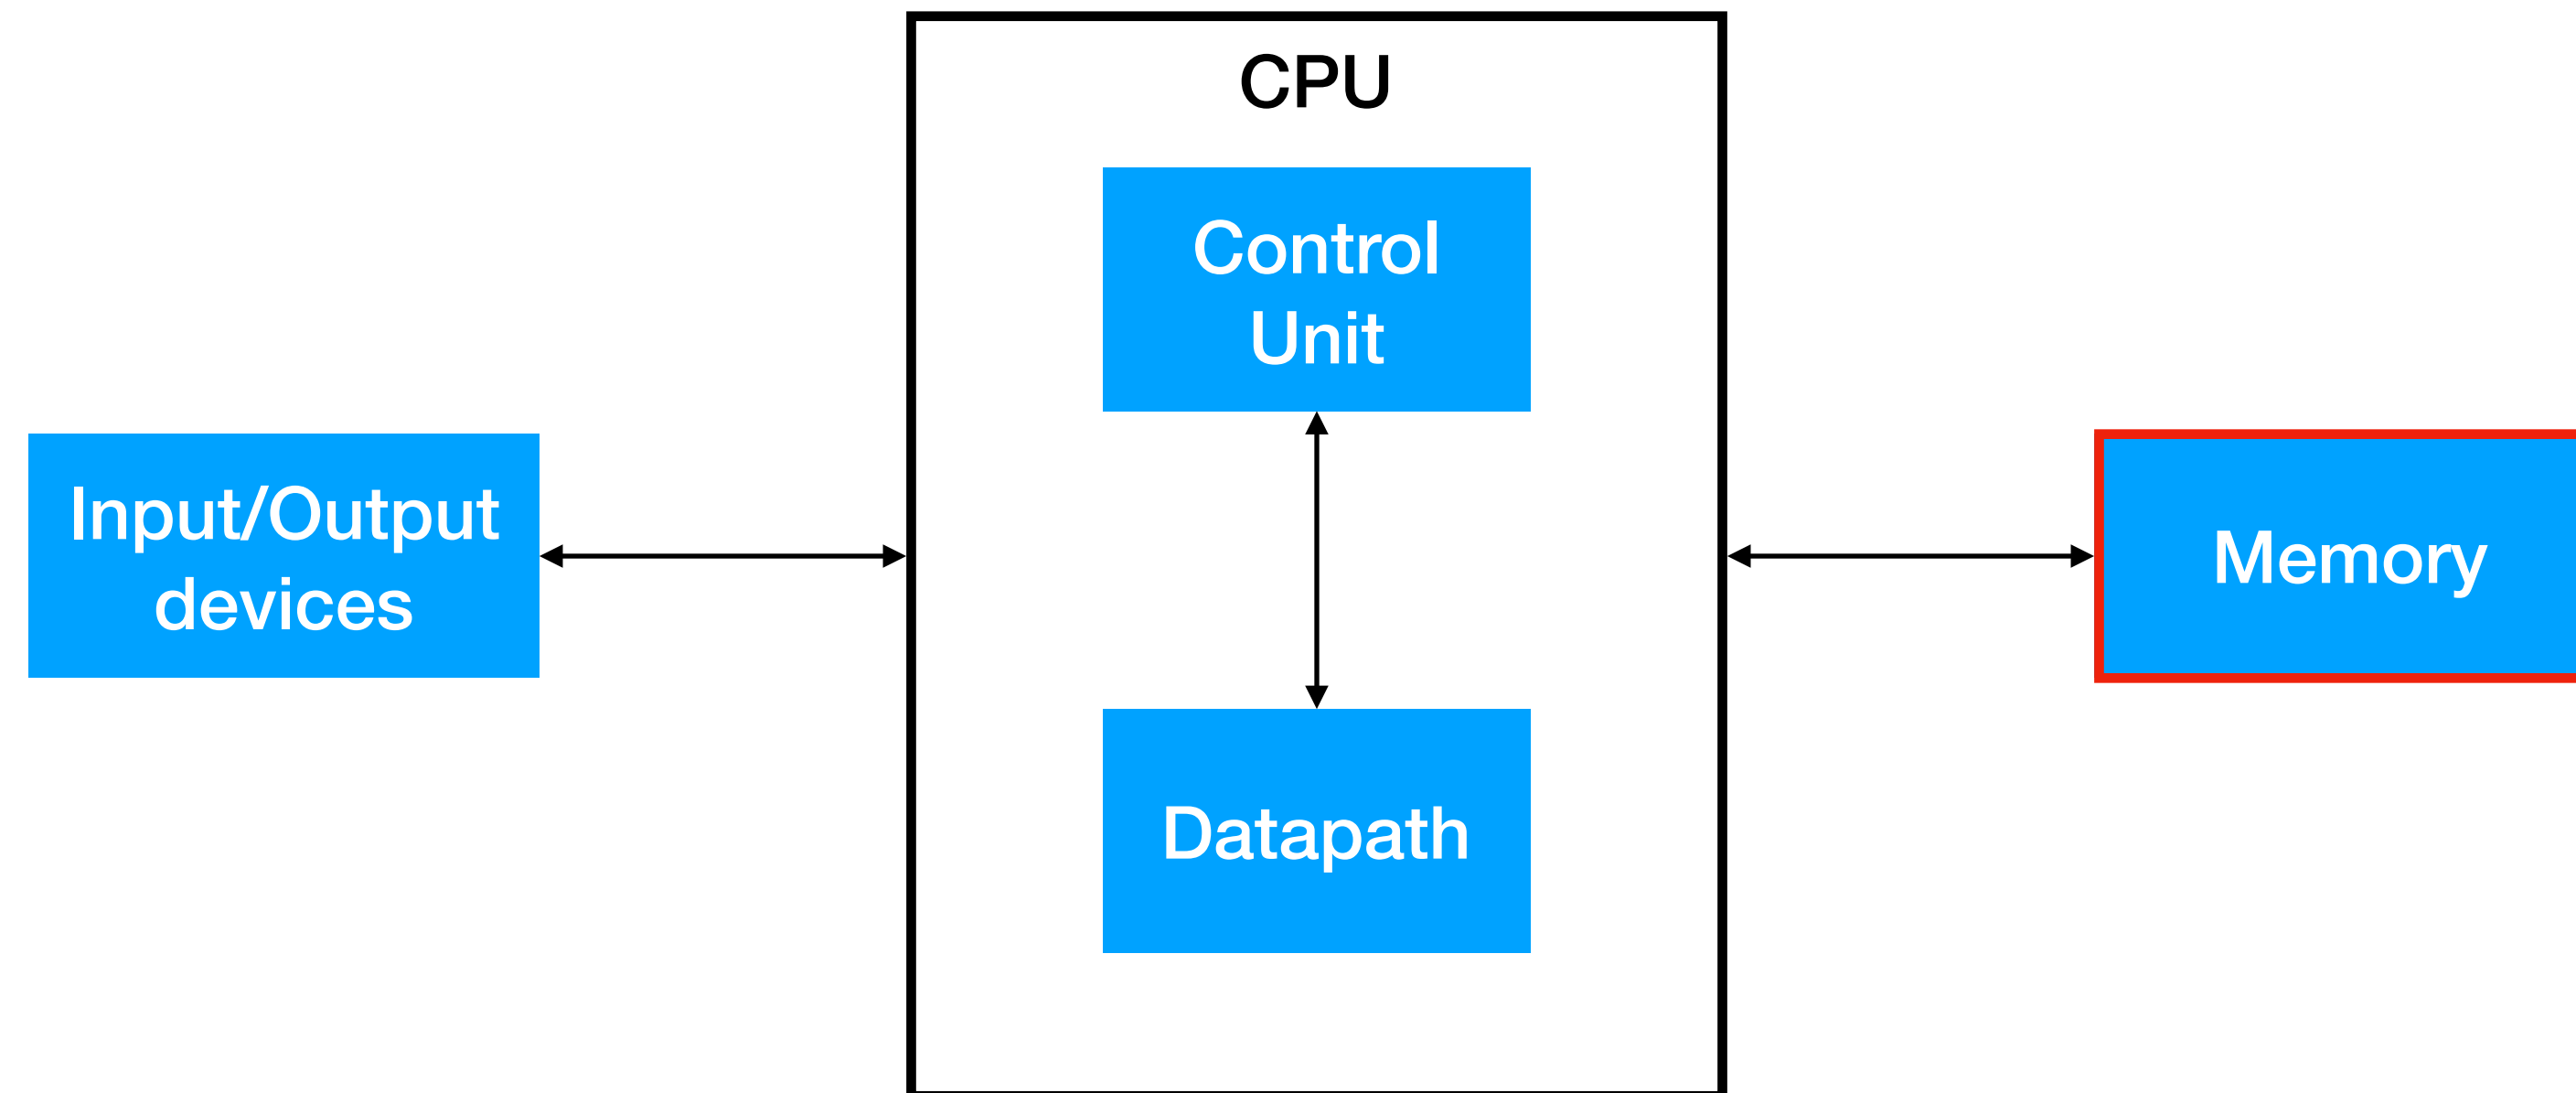 CPU
Control
Unit
Input/Output
devices
Memory
Datapath